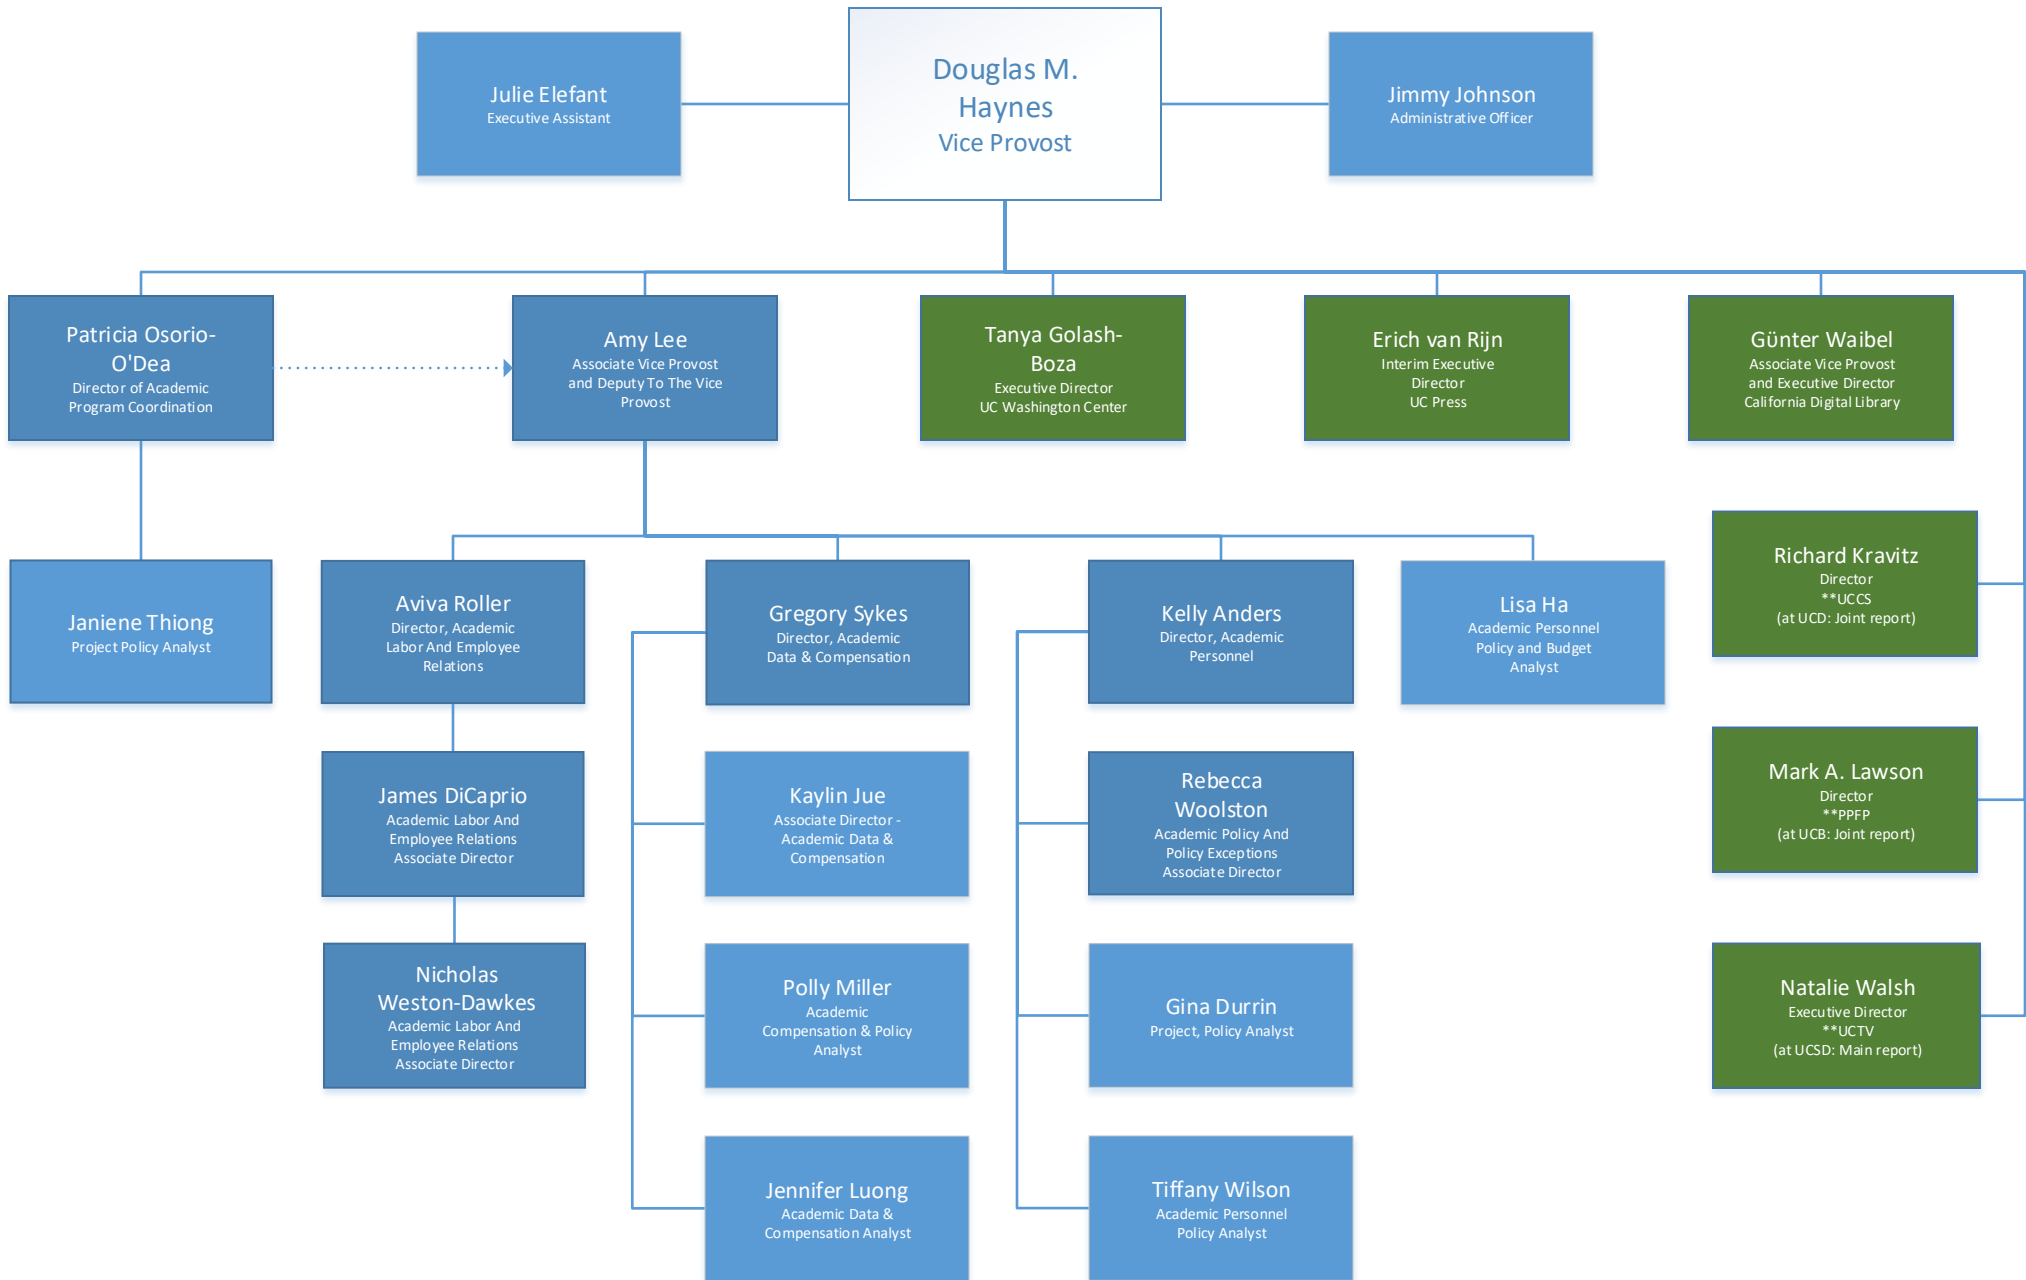 Julie Elefant
Executive Assistant
Douglas M.
Haynes
Vice Provost
Jimmy Johnson
Administrative Officer
Patricia Osorio-
O'Dea
Director of Academic
Program Coordination
Amy Lee
Associate Vice Provost
and Deputy To The Vice
Provost
Tanya Golash-
Boza
Executive Director
UC Washington Center
Erich van Rijn
Interim Executive
Director
UC Press
Günter Waibel
Associate Vice Provost
and Executive Director
California Digital Library
Janiene Thiong
Project Policy Analyst
Aviva Roller
Director, Academic
Labor And Employee
Relations
Gregory Sykes
Director, Academic
Data & Compensation
Kelly Anders
Director, Academic
Personnel
Lisa Ha
Academic Personnel
Policy and Budget
Analyst
Richard Kravitz
Director
**UCCS
(at UCD: Joint report)
James DiCaprio
Academic Labor And
Employee Relations
Associate Director
Kaylin Jue
Associate Director -
Academic Data &
Compensation
Rebecca
Woolston
Academic Policy And
Policy Exceptions
Associate Director
Mark A. Lawson
Director
**PPFP
(at UCB: Joint report)
Nicholas
Weston-Dawkes
Academic Labor And
Employee Relations
Associate Director
Polly Miller
Academic
Compensation & Policy
Analyst
Gina Durrin
Project, Policy Analyst
Natalie Walsh
Executive Director
**UCTV
(at UCSD: Main report)
Jennifer Luong
Academic Data &
Compensation Analyst
Tiffany Wilson
Academic Personnel
Policy Analyst